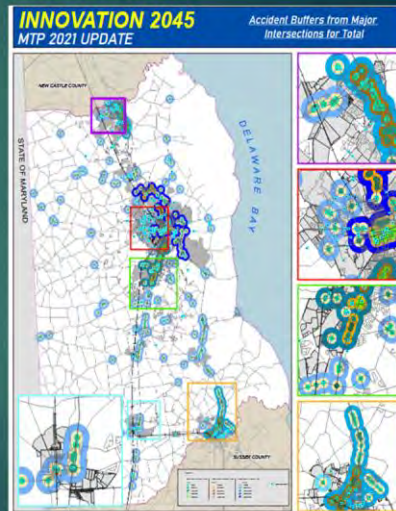 INNOVATION 2045
MTP 2021 UPDATE
Accident Buffers from Major
Intersections for Total
NEW CASTLE COUNTY
STATE OF MARYLAND
DELAWARE BAY
SUSSEX COUNTY